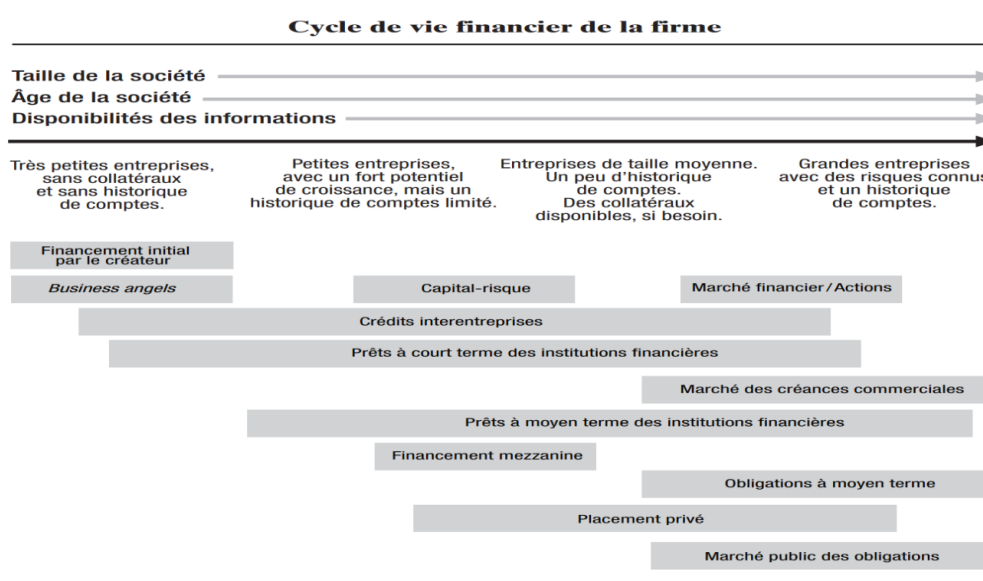 Cycle de vie financier de la firme
Taille de la société
Âge de la société
Disponibilités des informations
Très petites entreprises,
sans collatéraux
et sans historique
de comptes.
Petites entreprises,
avec un fort potentiel
de croissance, mais un
historique de comptes limité.
Entreprises de taille moyenne.
Un peu d'historique
de comptes.
Des collatéraux
disponibles, si besoin.
Grandes entreprises
avec des risques connus
et un historique
de comptes.
Financement initial
par le créateur
Business angels
Capital-risque
Marché financier/Actions
Crédits interentreprises
Prêts à court terme des institutions financières
Marché des créances commerciales
Prêts à moyen terme des institutions financières
Financement mezzanine
Obligations à moyen terme
Placement privé
Marché public des obligations